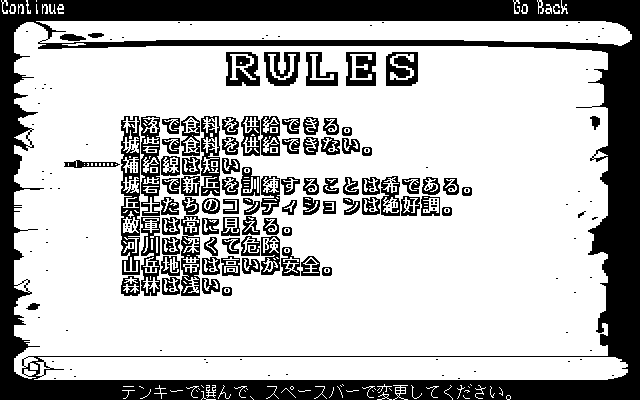 Continue
Go Back
RULES
村落で食料を供給できる。
城砦で食料を供給できない。
補給線は短い。
城砦で新兵を訓練することは希である。
兵士たちのコンディションは絶好調。
敵軍は常に見える。
河川は深くて危険。
山岳地帯は高いが安全。
森林は浅い。
テンキーで選んで、スペースバーで変更してください。